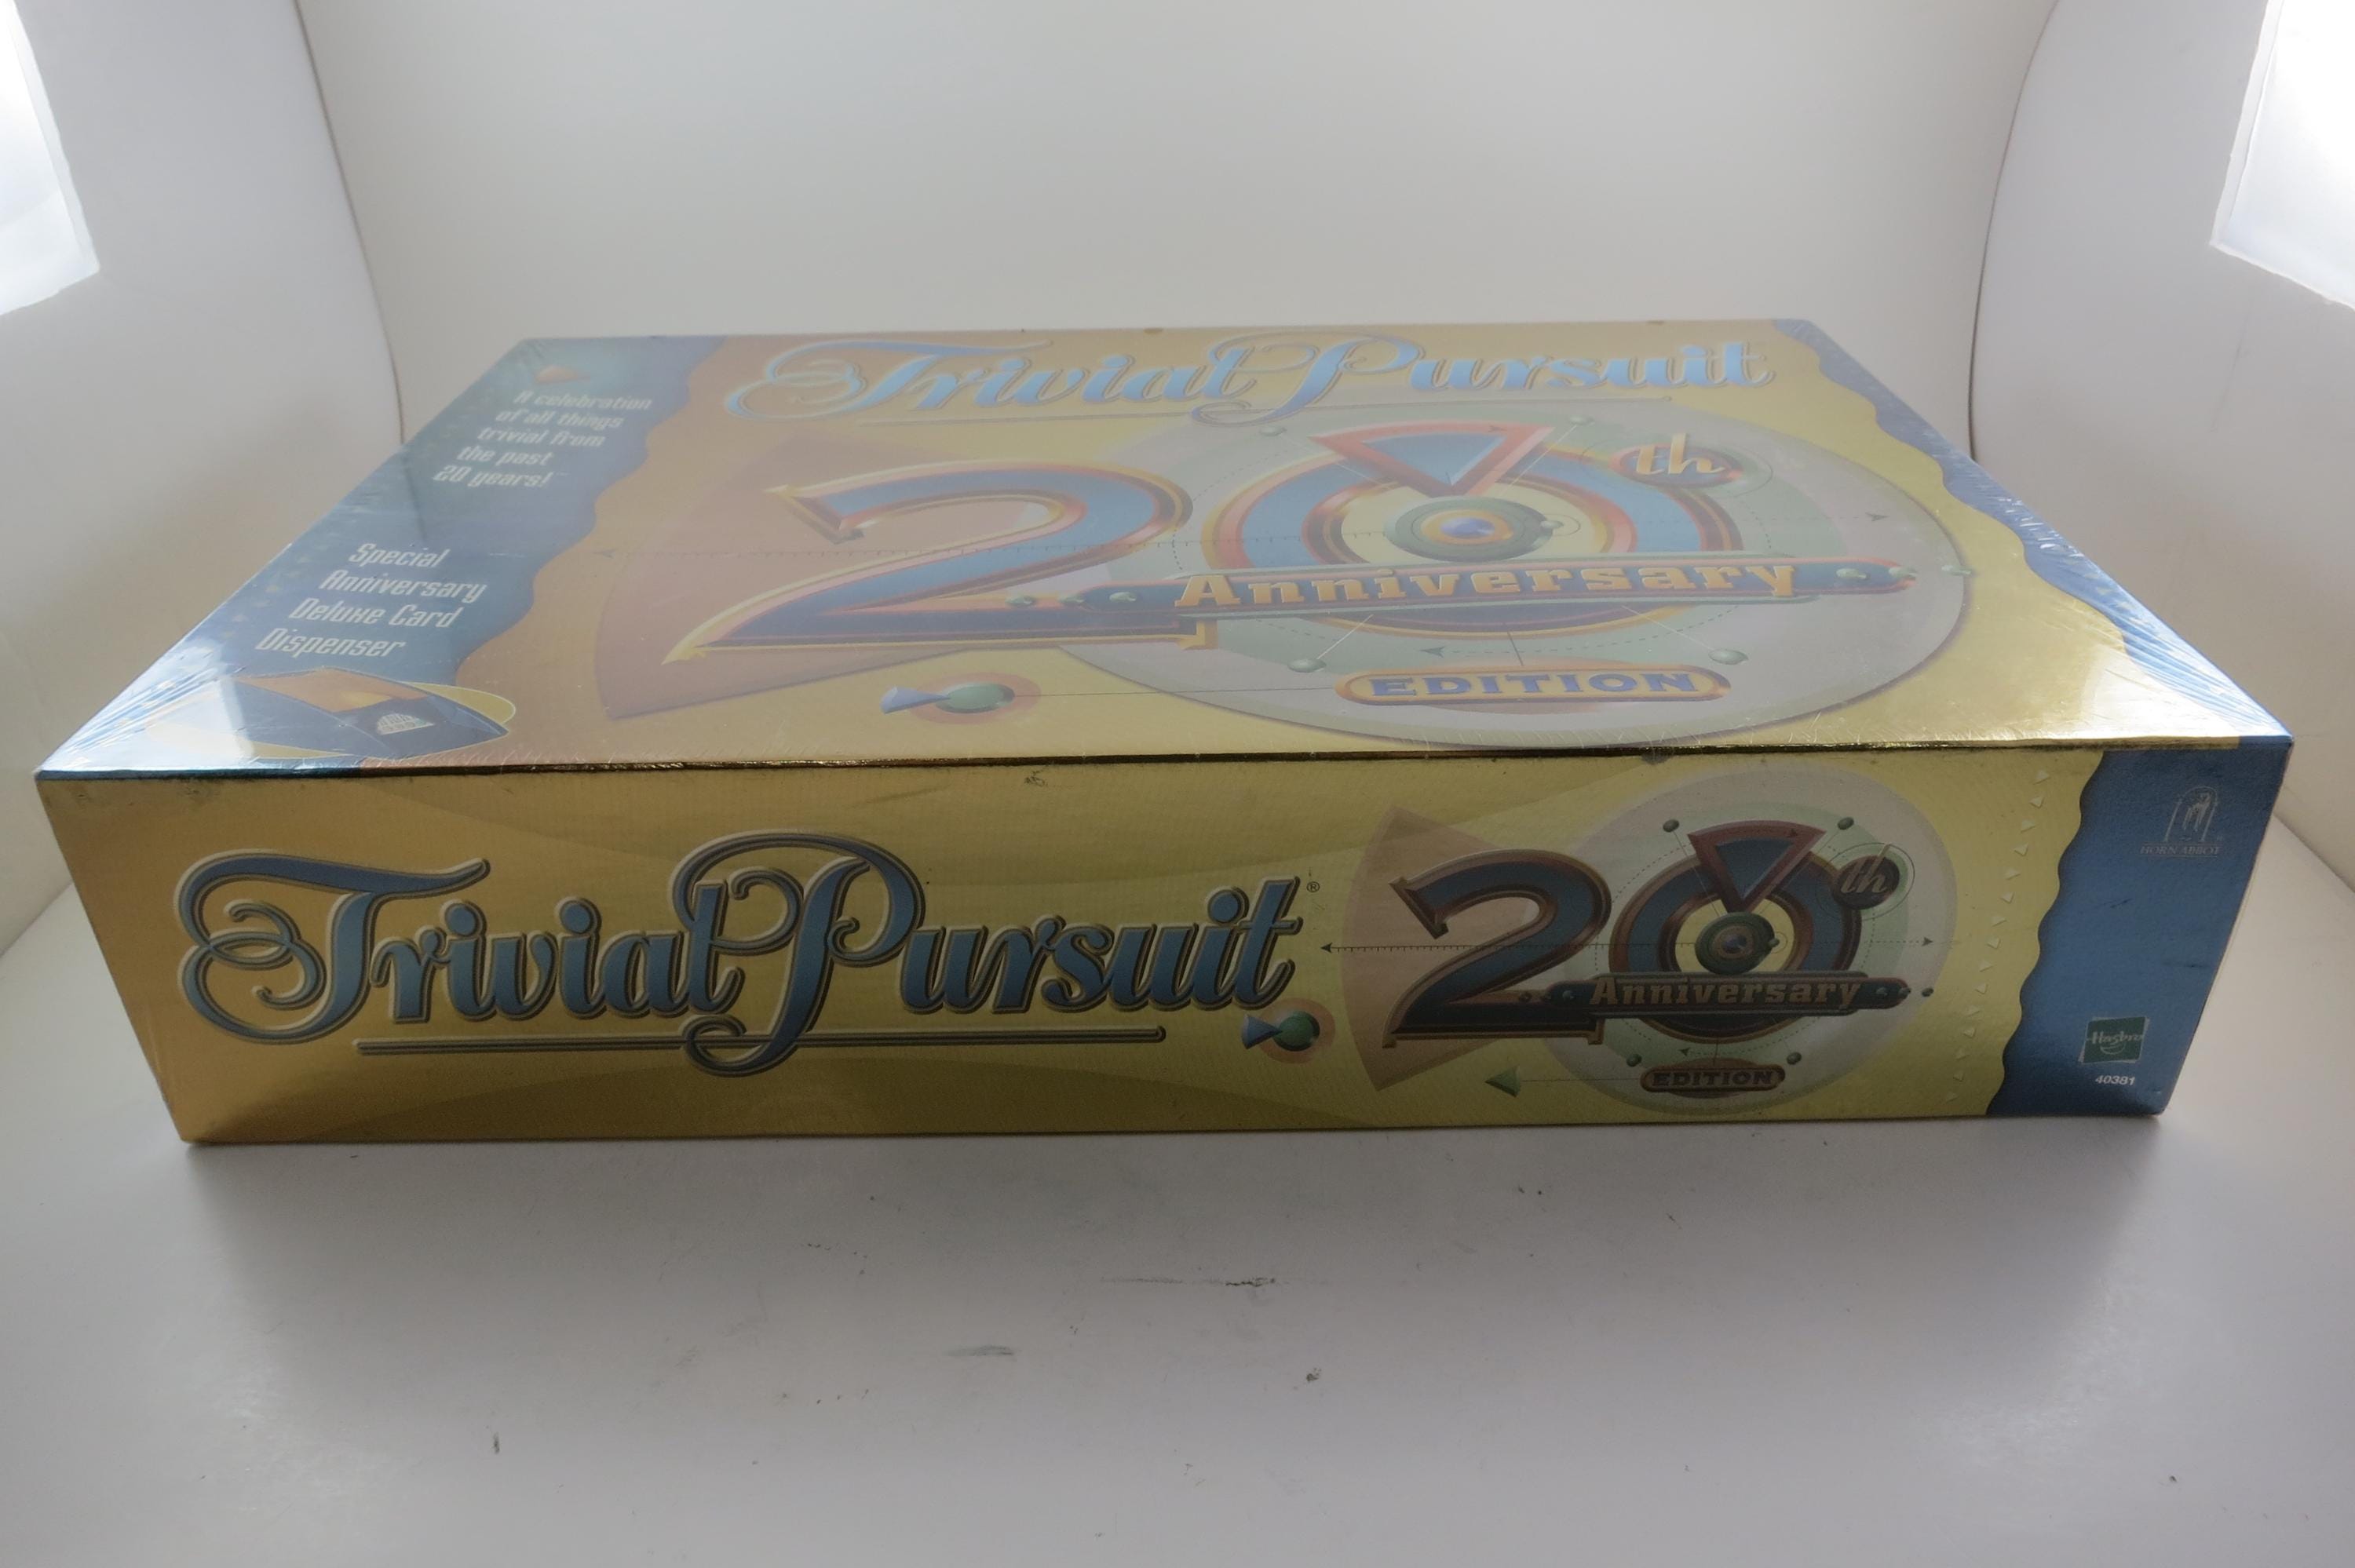 Trivial Pursuit
A celebration
of all things
trivial from
the past
20 years!
20th
Anniversary
EDITION
Special
Anniversary
Deluxe Card
Dispenser
Trivial Pursuit®
20th
Anniversary
EDITION
HORN ABBOT
Hasbro
40381